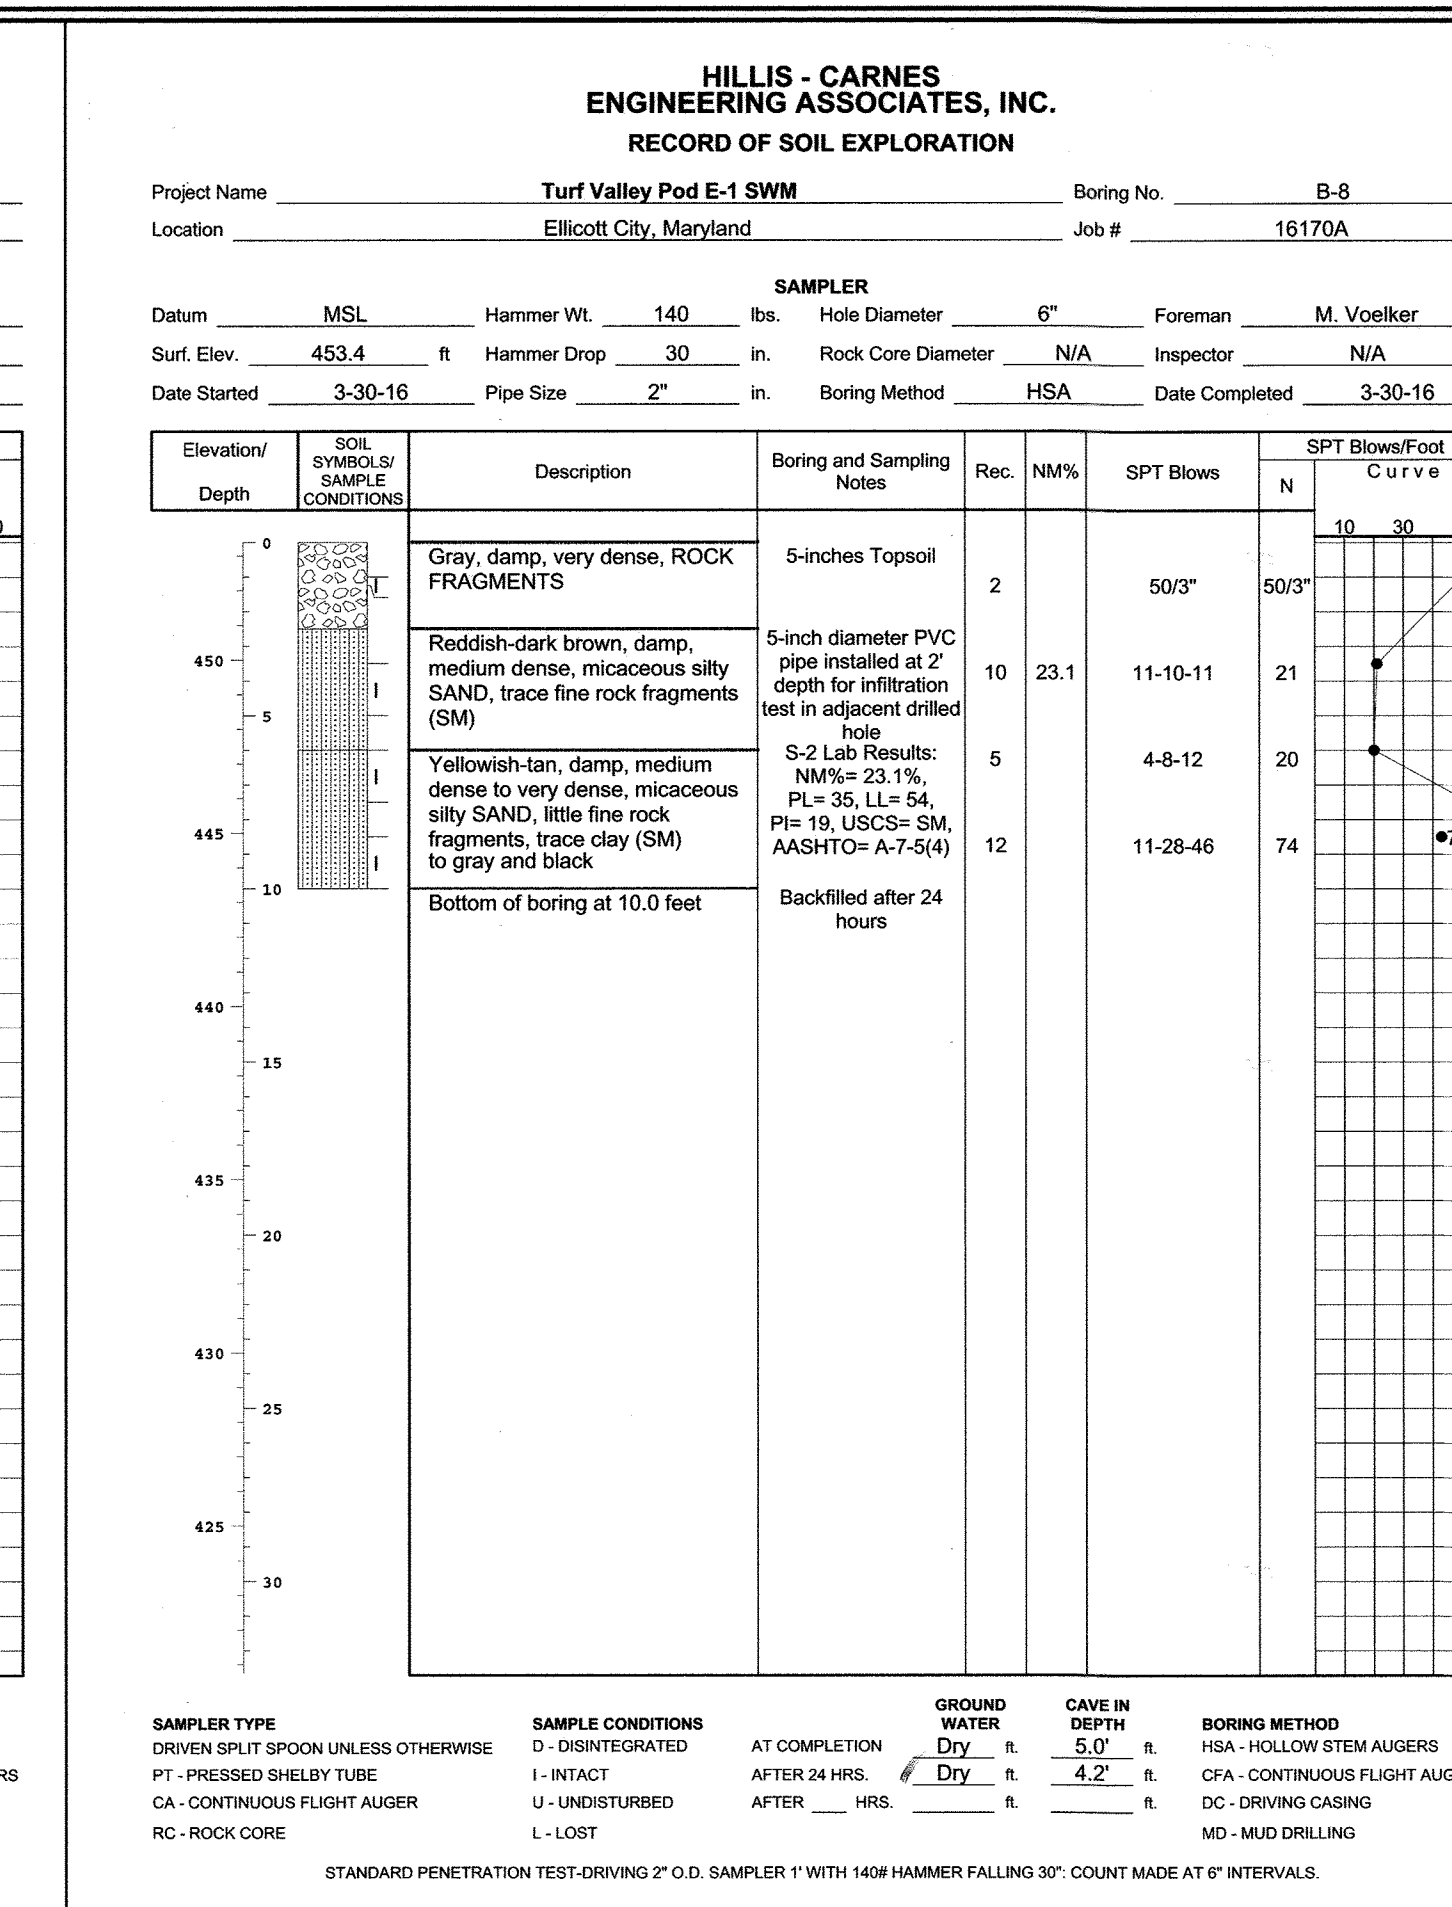 HILLIS - CARNES
ENGINEERING ASSOCIATES, INC.
RECORD OF SOIL EXPLORATION
Project Name Turf Valley Pod E-1 SWM Boring No. B-8
Location Ellicott City, Maryland Job # 16170A
SAMPLER
Datum MSL Hammer Wt. 140 lbs. Hole Diameter 6" Foreman M. Voelker
Surf. Elev. 453.4 ft Hammer Drop 30 in. Rock Core Diameter N/A Inspector N/A
Date Started 3-30-16 Pipe Size 2" in. Boring Method HSA Date Completed 3-30-16
Elevation/
Depth
SOIL
SYMBOLS/
SAMPLE
CONDITIONS
Description
Boring and Sampling
Notes
Rec.
NM%
SPT Blows
SPT Blows/Foot
Curve
N
10 30
0
Gray, damp, very dense, ROCK
FRAGMENTS
5-inches Topsoil
2 50/3" 50/3"
I
Reddish-dark brown, damp,
medium dense, micaceous silty
SAND, trace fine rock fragments
(SM)
5-inch diameter PVC
pipe installed at 2'
depth for infiltration
test in adjacent drilled
hole
450
10 23.1 11-10-11 21
I
5
Yellowish-tan, damp, medium
dense to very dense, micaceous
silty SAND, little fine rock
fragments, trace clay (SM)
to gray and black
S-2 Lab Results:
NM%= 23.1%,
PL= 35, LL= 54,
PI= 19, USCS= SM,
AASHTO= A-7-5(4)
5 4-8-12 20
I
445
12 11-28-46 74
I
10
Bottom of boring at 10.0 feet
Backfilled after 24
hours
440
15
435
20
430
25
425
30
SAMPLER TYPE
DRIVEN SPLIT SPOON UNLESS OTHERWISE
PT - PRESSED SHELBY TUBE
CA - CONTINUOUS FLIGHT AUGER
RC - ROCK CORE
SAMPLE CONDITIONS
D - DISINTEGRATED
I - INTACT
U - UNDISTURBED
L - LOST
GROUND
WATER
CAVE IN
DEPTH
AT COMPLETION Dry ft. 5.0' ft.
AFTER 24 HRS. Dry ft. 4.2' ft.
AFTER ____ HRS. ft. ft.
BORING METHOD
HSA - HOLLOW STEM AUGERS
CFA - CONTINUOUS FLIGHT AUG
DC - DRIVING CASING
MD - MUD DRILLING
RS
STANDARD PENETRATION TEST-DRIVING 2" O.D. SAMPLER 1' WITH 140# HAMMER FALLING 30": COUNT MADE AT 6" INTERVALS.